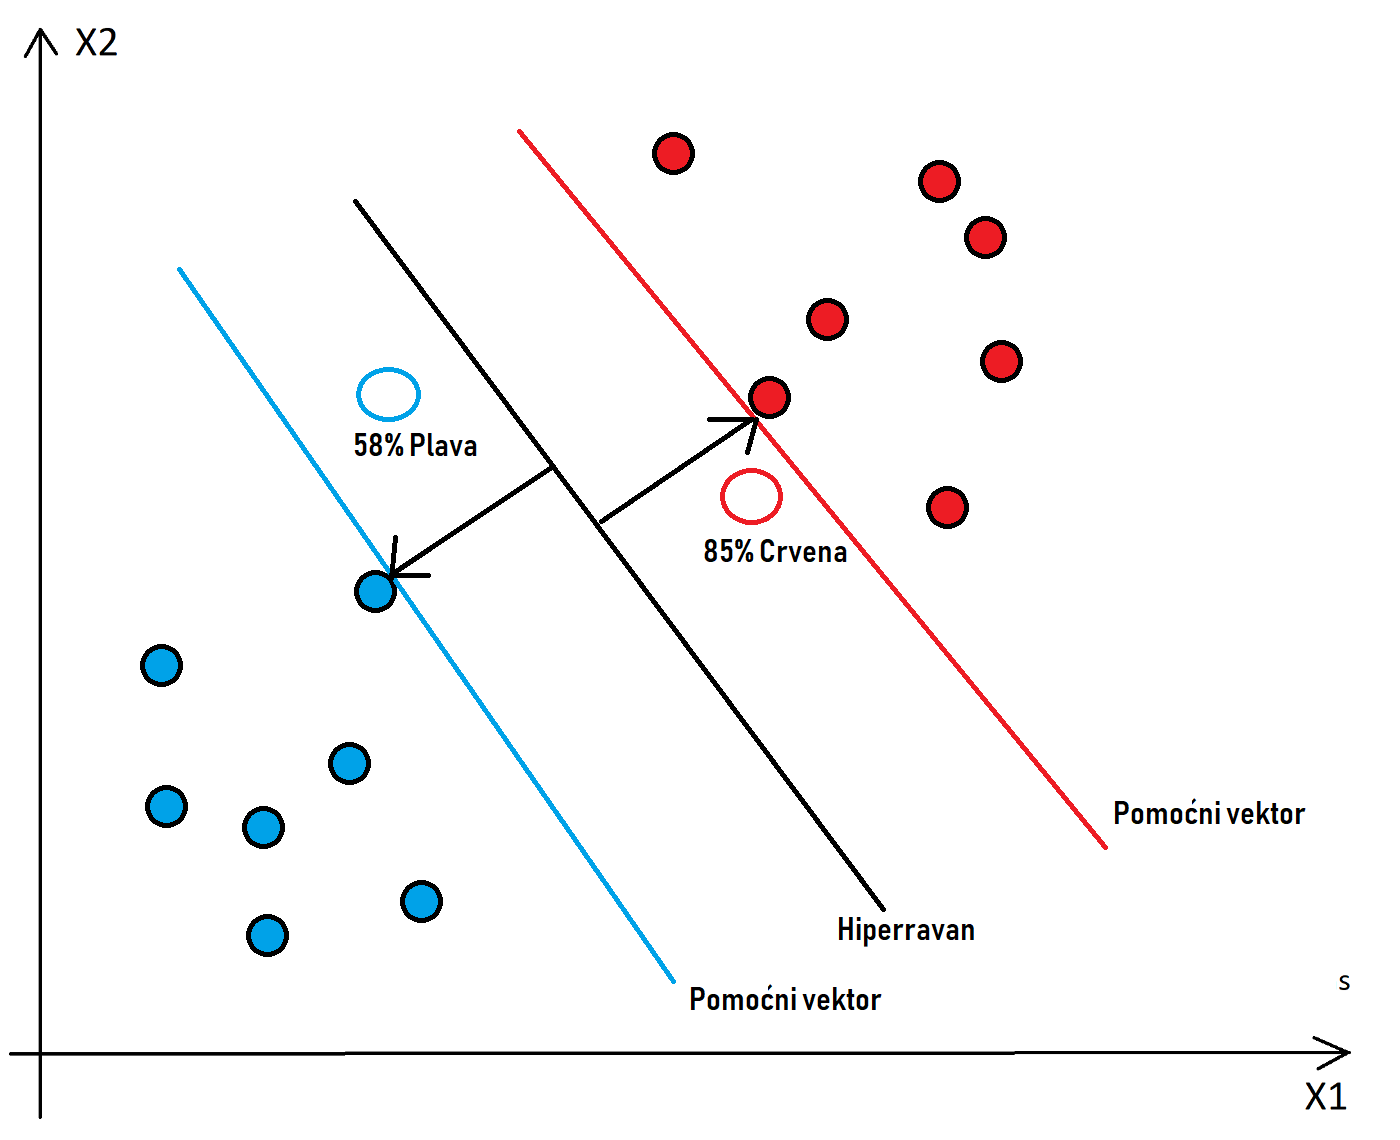 X2
58% Plava
85% Crvena
Pomoćni vektor
Hiperravan
s
Pomoćni vektor
X1